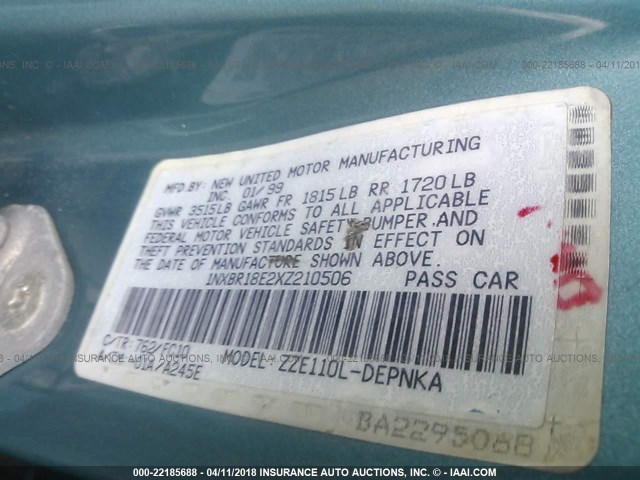 MFD. BY: NEW UNITED MOTOR MANUFACTURING
INC. 01/99
GVWR 3515LB GAWR FR 1815LB RR 1720LB
THIS VEHICLE CONFORMS TO ALL APPLICABLE
FEDERAL MOTOR VEHICLE SAFETY,BUMPER,AND
THEFT PREVENTION STANDARDS IN EFFECT ON
THE DATE OF MANUFACTURE SHOWN ABOVE.
1NXBR18E2XZ210506 PASS CAR
C/TR: 6T2/FC10
01A/A245E MODEL: ZZE110L-DEPNKA
BA229506B
000-22185688 - 04/11/2018 INSURANCE AUTO AUCTIONS, INC. - © IAAI.COM